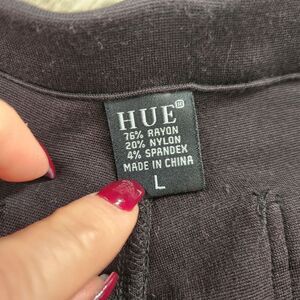 HUE®
76% RAYON
20% NYLON
4% SPANDEX
MADE IN CHINA
L